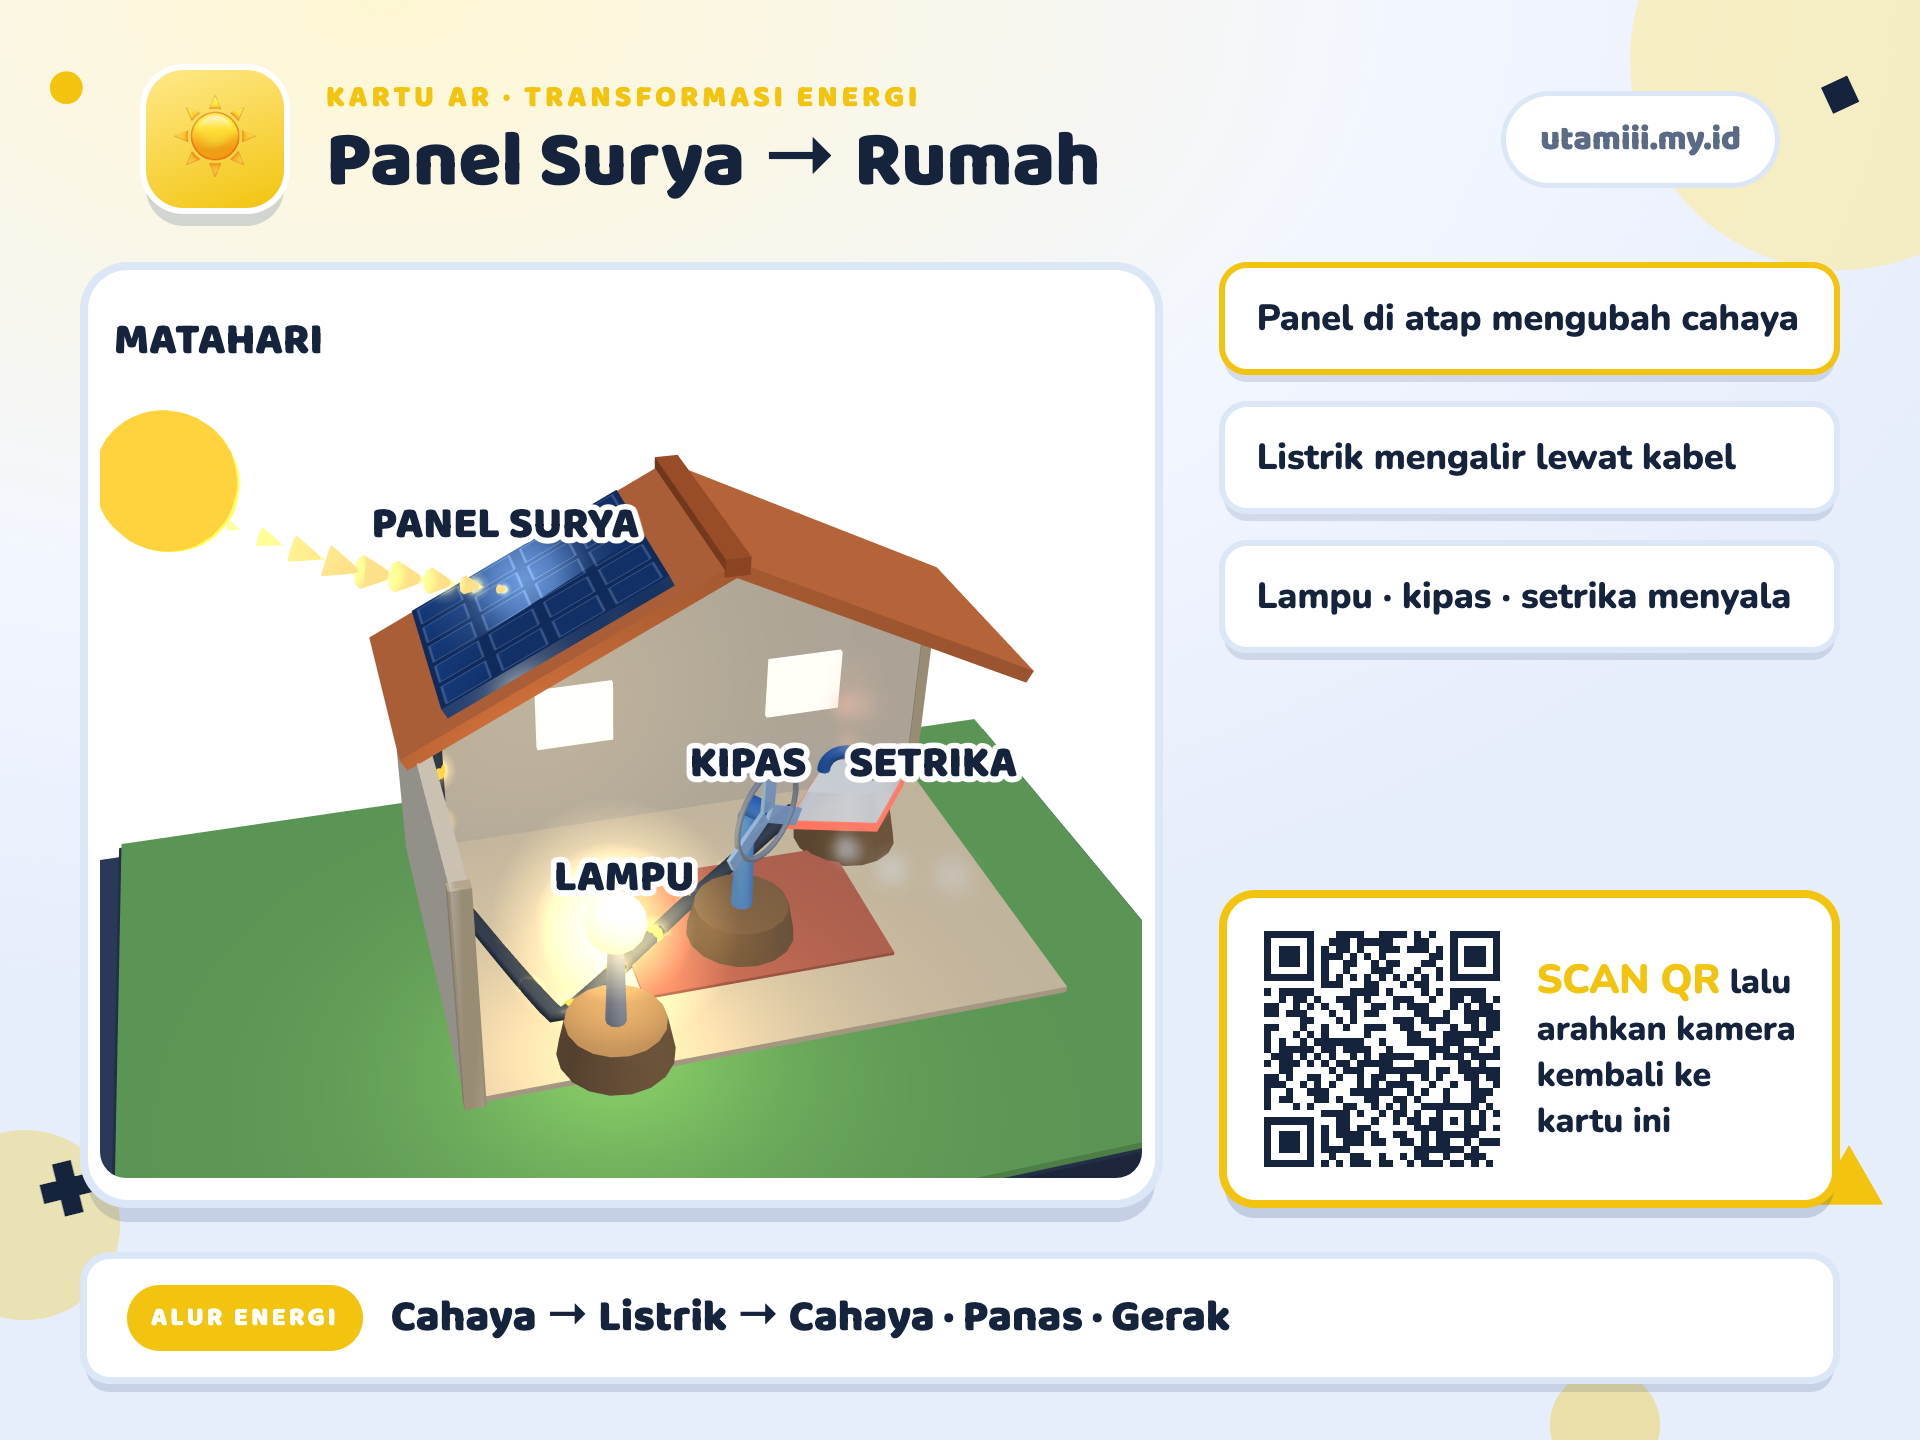 KARTU AR · TRANSFORMASI ENERGI
Panel Surya → Rumah
utamiii.my.id
MATAHARI
PANEL SURYA
KIPAS
SETRIKA
LAMPU
Panel di atap mengubah cahaya
Listrik mengalir lewat kabel
Lampu · kipas · setrika menyala
SCAN QR lalu
arahkan kamera
kembali ke
kartu ini
ALUR ENERGI
Cahaya → Listrik → Cahaya · Panas · Gerak